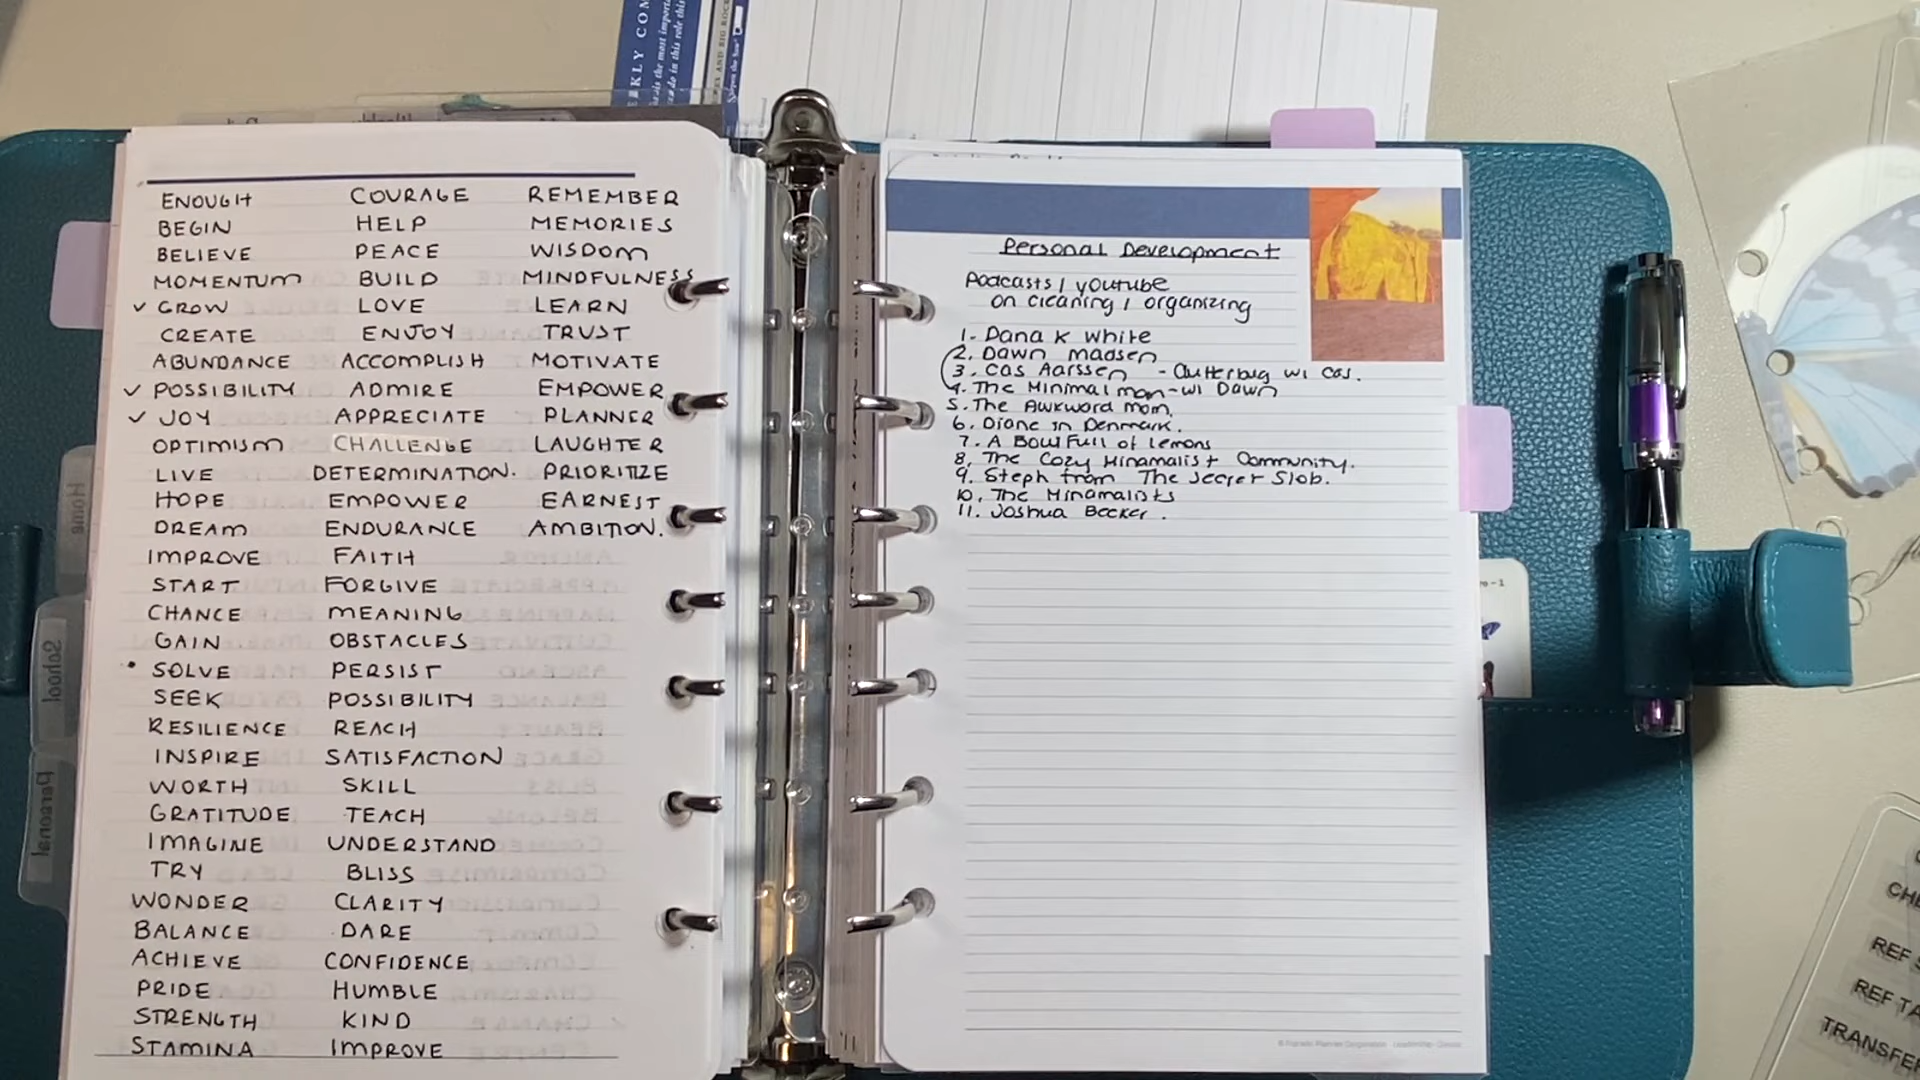 ENOUGH COURAGE REMEMBER
BEGIN HELP MEMORIES
BELIEVE PEACE WISDOM
MOMENTUM BUILD MINDFULNESS
✓ GROW LOVE LEARN
CREATE ENJOY TRUST
ABUNDANCE ACCOMPLISH MOTIVATE
✓ POSSIBILITY ADMIRE EMPOWER
✓ JOY APPRECIATE PLANNER
OPTIMISM CHALLENGE LAUGHTER
LIVE DETERMINATION. PRIORITIZE
HOPE EMPOWER EARNEST
DREAM ENDURANCE AMBITION.
IMPROVE FAITH
START FORGIVE
CHANCE MEANING
GAIN OBSTACLES
• SOLVE PERSIST
SEEK POSSIBILITY
RESILIENCE REACH
INSPIRE SATISFACTION
WORTH SKILL
GRATITUDE TEACH
IMAGINE UNDERSTAND
TRY BLISS
WONDER CLARITY
BALANCE DARE
ACHIEVE CONFIDENCE
PRIDE HUMBLE
STRENGTH KIND
STAMINA IMPROVE
Home
School
Personal
Personal Development
Podcasts / youtube
on cleaning / organizing
1. Dana K White
2. Dawn Madsen
3. Cas Aarssen - Clutterbug w/ Cas.
4. The Minimal mom - w/ Dawn
5. The Awkword mom.
6. Diane in Denmark.
7. A Bowl Full of Lemons
8. The Cozy Minamalist Community.
9. Steph from The Secret Slob.
10. The Minamalists
11. Joshua Becker.